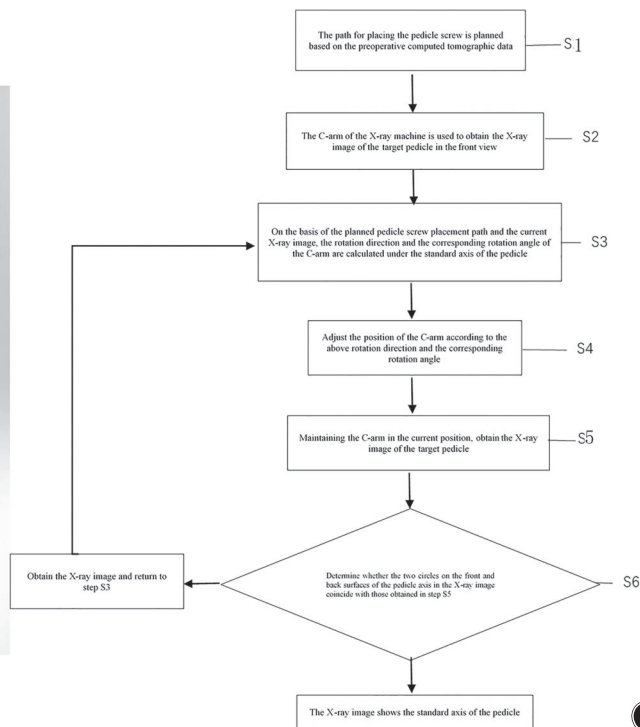 The path for placing the pedicle screw is planned
based on the preoperative computed tomographic data
S1
The C-arm of the X-ray machine is used to obtain the X-ray
image of the target pedicle in the front view
S2
On the basis of the planned pedicle screw placement path and the current
X-ray image, the rotation direction and the corresponding rotation angle of
the C-arm are calculated under the standard axis of the pedicle
S3
Adjust the position of the C-arm according to the
above rotation direction and the corresponding
rotation angle
S4
Maintaining the C-arm in the current position, obtain the X-ray
image of the target pedicle
S5
Determine whether the two circles on the front and
back surfaces of the pedicle axis in the X-ray image
coincide with those obtained in step S5
S6
Obtain the X-ray image and return to
step S3
The X-ray image shows the standard axis of the pedicle